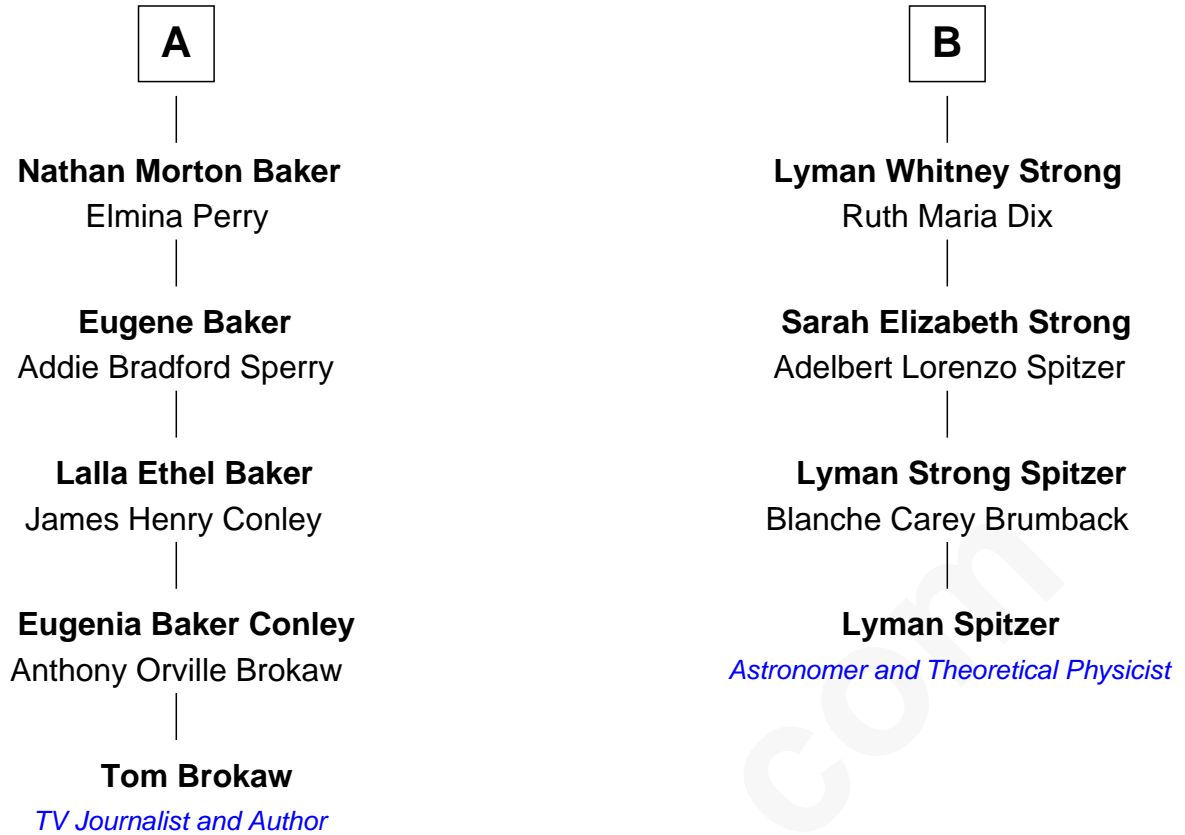 A
Nathan Morton Baker
Elmina Perry
Eugene Baker
Addie Bradford Sperry
Lalla Ethel Baker
James Henry Conley
Eugenia Baker Conley
Anthony Orville Brokaw
Tom Brokaw
TV Journalist and Author
B
Lyman Whitney Strong
Ruth Maria Dix
Sarah Elizabeth Strong
Adelbert Lorenzo Spitzer
Lyman Strong Spitzer
Blanche Carey Brumback
Lyman Spitzer
Astronomer and Theoretical Physicist
com